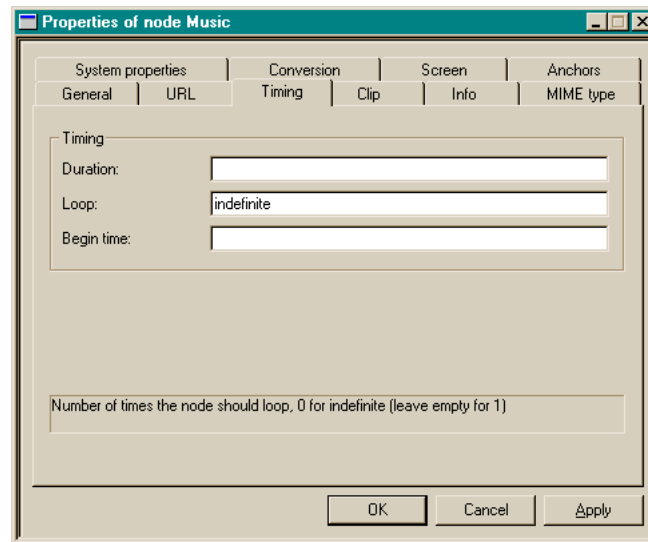 Properties of node Music
System properties Conversion Screen Anchors
General URL Timing Clip Info MIME type
Timing
Duration:
Loop: indefinite
Begin time:
Number of times the node should loop, 0 for indefinite (leave empty for 1)
OK Cancel Apply